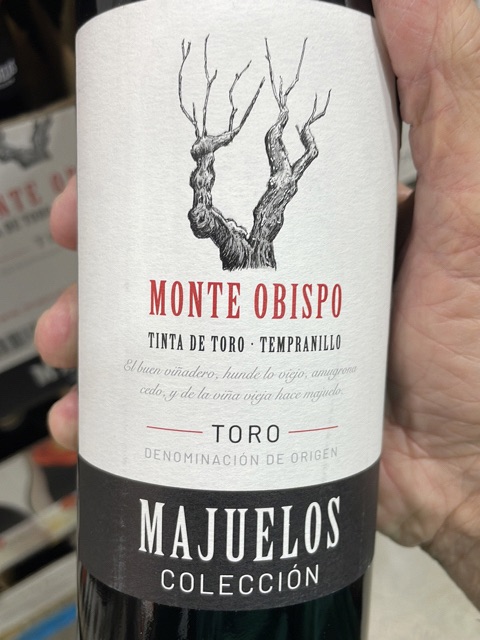 MONTE OBISPO
TINTA DE TORO · TEMPRANILLO
El buen viñadero, hunde lo viejo, amugrona
cedo, y de la viña vieja hace majuelo.
TORO
DENOMINACIÓN DE ORIGEN
MAJUELOS
COLECCIÓN